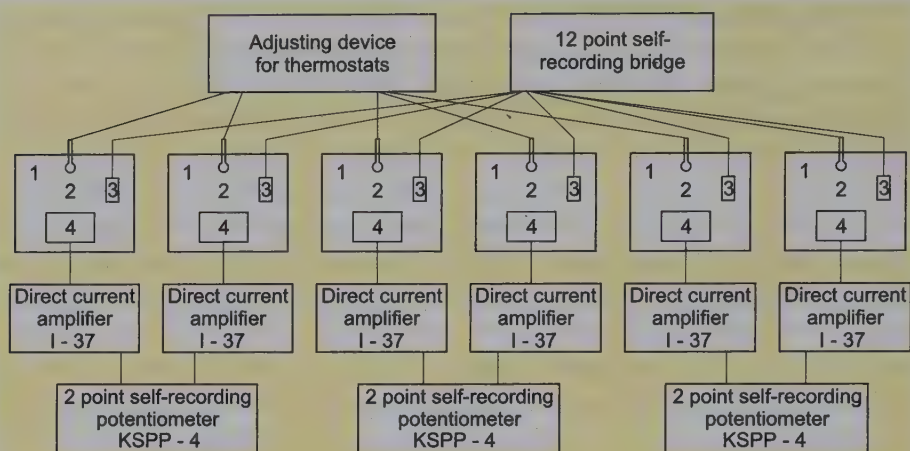 Adjusting device
for thermostats
12 point self-
recording bridge
1
2
3
4
1
2
3
4
1
2
3
4
1
2
3
4
1
2
3
4
1
2
3
4
Direct current
amplifier
I - 37
Direct current
amplifier
I - 37
Direct current
amplifier
I - 37
Direct current
amplifier
I - 37
Direct current
amplifier
I - 37
Direct current
amplifier
I - 37
2 point self-recording
potentiometer
KSPP - 4
2 point self-recording
potentiometer
KSPP - 4
2 point self-recording
potentiometer
KSPP - 4